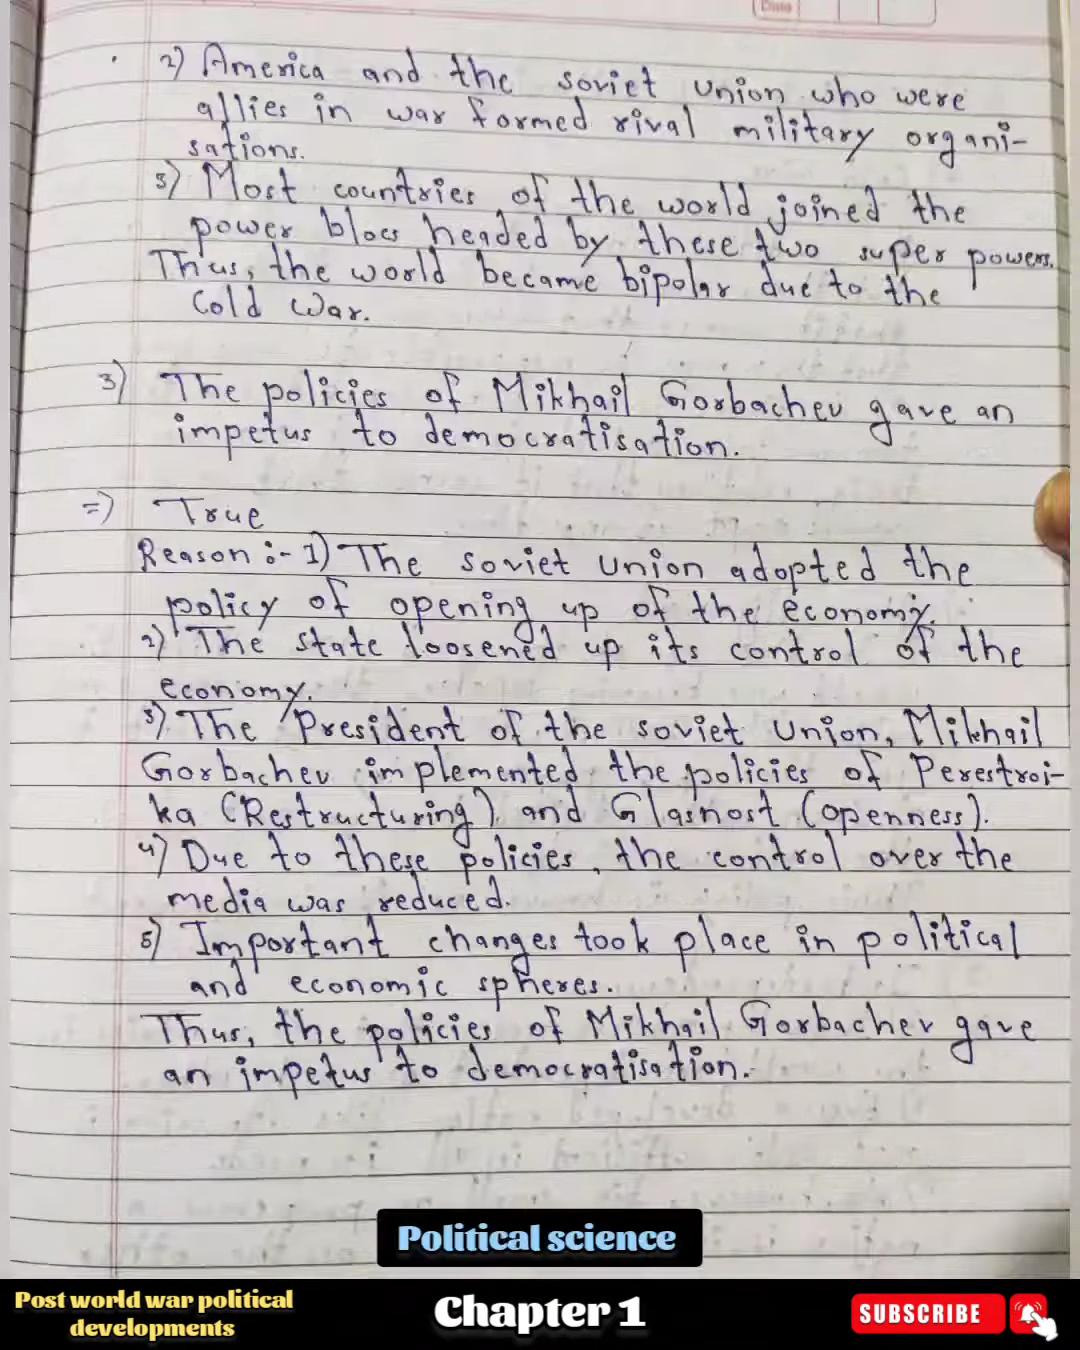 Date
2) America and the soviet union who were
allies in war formed rival military organi-
sations.
3) Most countries of the world joined the
power blocs headed by these two super powers.
Thus, the world became bipolar due to the
Cold War.
3) The policies of Mikhail Gorbachev gave an
impetus to democratisation.
=) True
Reason :- 1) The soviet union adopted the
policy of opening up of the economy.
2) The state loosened up its control of the
economy.
3) The President of the soviet union, Mikhail
Gorbachev implemented the policies of Perestroi-
ka (Restructuring) and Glasnost (openness).
4) Due to these policies, the control over the
media was reduced.
5) Important changes took place in political
and economic spheres.
Thus, the policies of Mikhail Gorbachev gave
an impetus to democratisation.
Political science
Post world war political
developments
Chapter 1
SUBSCRIBE